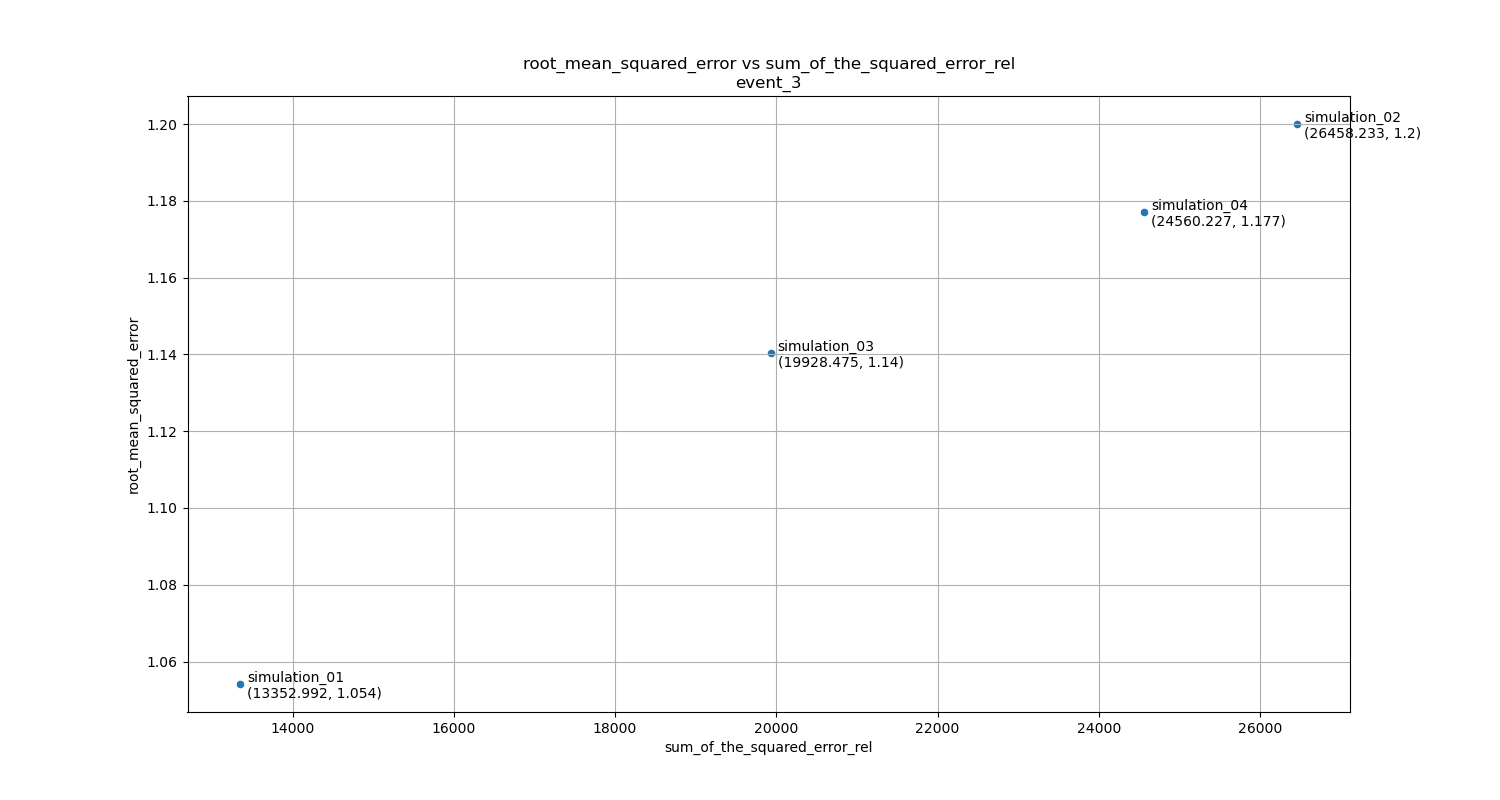 root_mean_squared_error vs sum_of_the_squared_error_rel
event_3
root_mean_squared_error
1.20
1.18
1.16
1.14
1.12
1.10
1.08
1.06
simulation_02
(26458.233, 1.2)
simulation_04
(24560.227, 1.177)
simulation_03
(19928.475, 1.14)
simulation_01
(13352.992, 1.054)
14000 16000 18000 20000 22000 24000 26000
sum_of_the_squared_error_rel